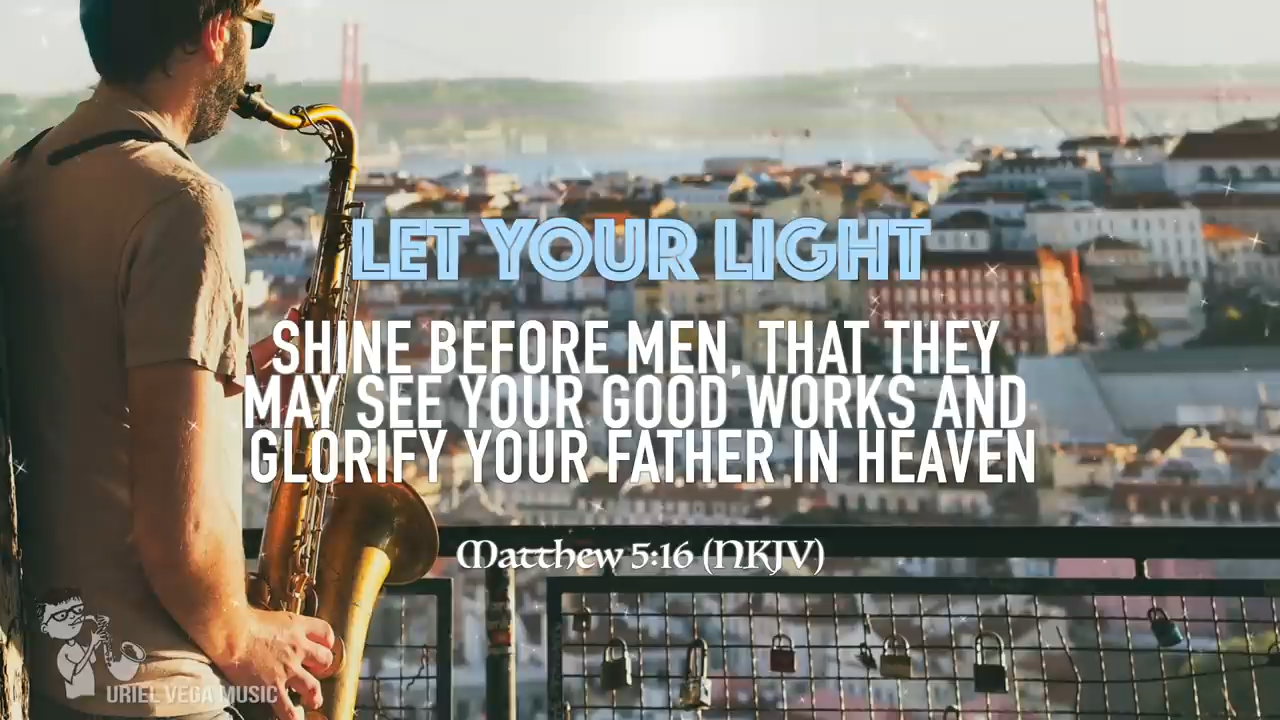 LET YOUR LIGHT
SHINE BEFORE MEN, THAT THEY
MAY SEE YOUR GOOD WORKS AND
GLORIFY YOUR FATHER IN HEAVEN
Matthew 5:16 (NKJV)
URIEL VEGA MUSIC